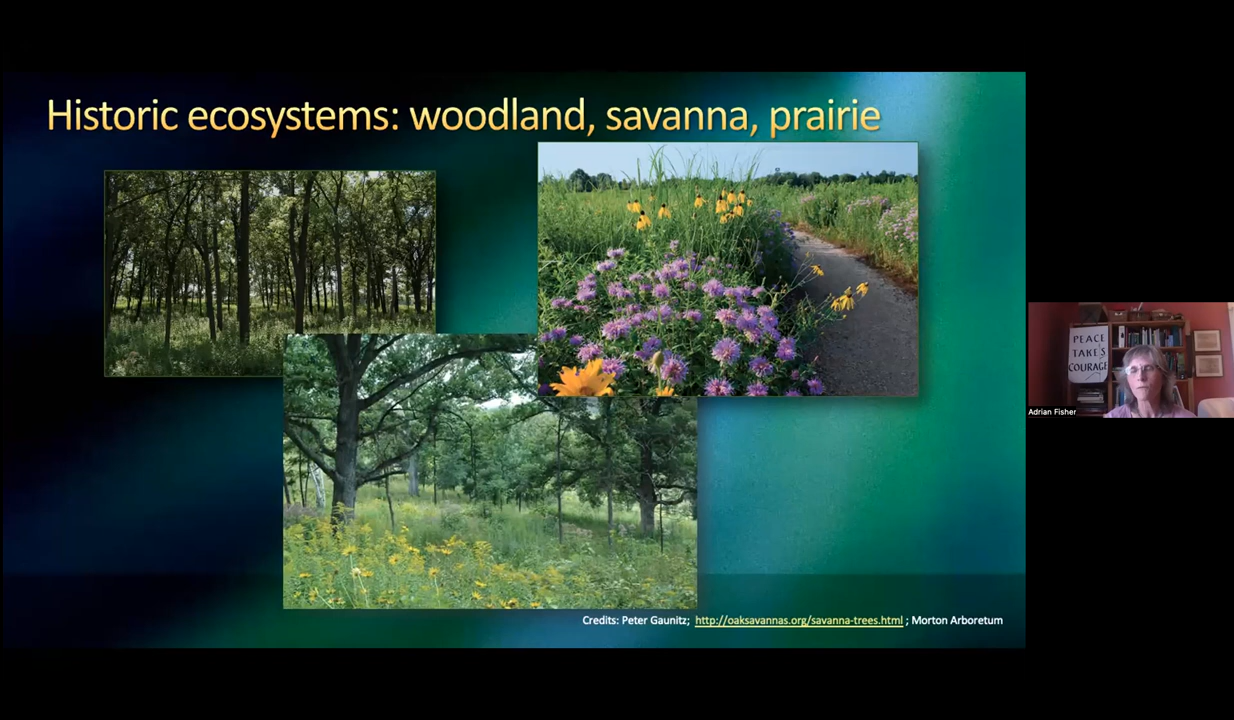 Historic ecosystems: woodland, savanna, prairie
Credits: Peter Gaunitz; http://oaksavannas.org/savanna-trees.html ; Morton Arboretum
PEACE
TAKES
COURAGE
Adrian Fisher